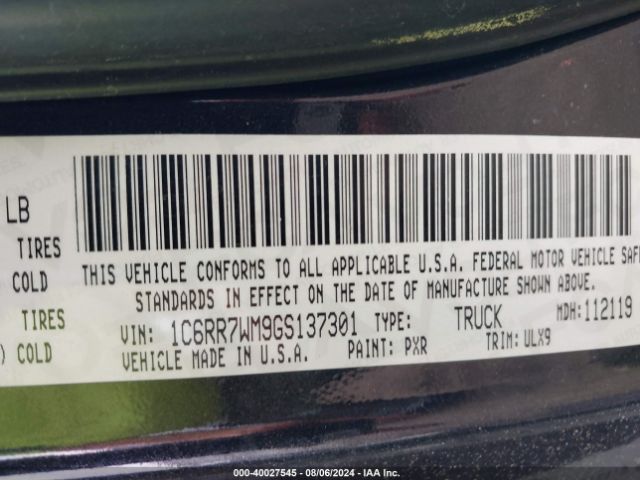 LB
TIRES
COLD
TIRES
) COLD
THIS VEHICLE CONFORMS TO ALL APPLICABLE U.S.A. FEDERAL MOTOR VEHICLE SAFE
STANDARDS IN EFFECT ON THE DATE OF MANUFACTURE SHOWN ABOVE.
VIN: 1C6RR7WM9GS137301 TYPE: TRUCK MDH:112119
VEHICLE MADE IN U.S.A. PAINT: PXR TRIM: ULX9
000-40027545 - 08/06/2024 - IAA Inc.